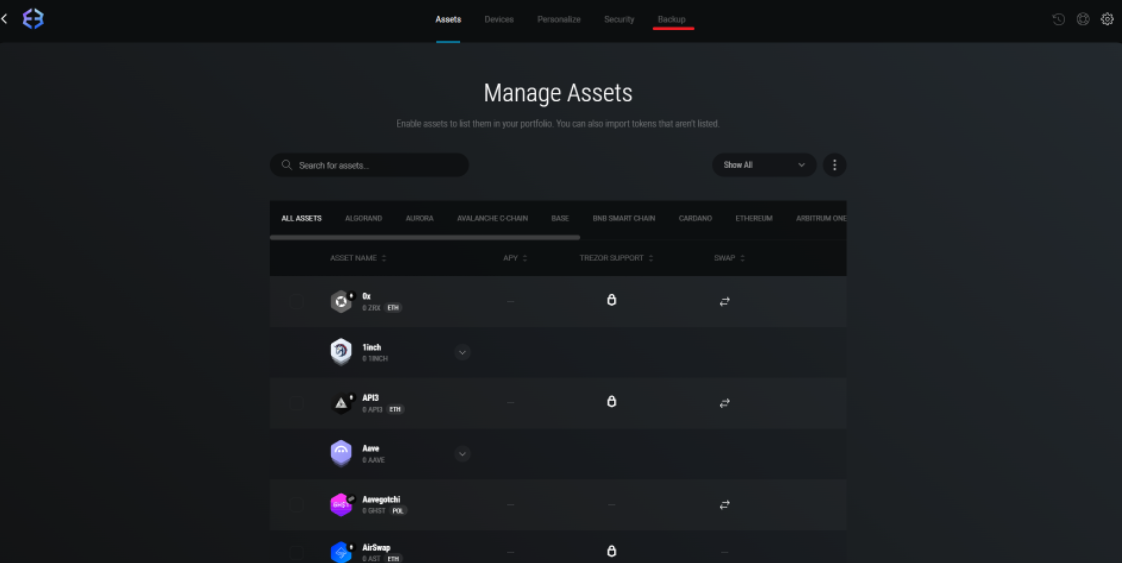 Assets Devices Personalize Security Backup
Manage Assets
Enable assets to list them in your portfolio. You can also import tokens that aren't listed.
Search for assets... Show All
ALL ASSETS ALGORAND AURORA AVALANCHE C-CHAIN BASE BNB SMART CHAIN CARDANO ETHEREUM ARBITRUM ONE
ASSET NAME APY TREZOR SUPPORT SWAP
0x
0 ZRX ETH
1inch
0 1INCH
API3
0 API3 ETH
Aave
0 AAVE
Aavegotchi
0 GHST POL
AirSwap
0 AST ETH